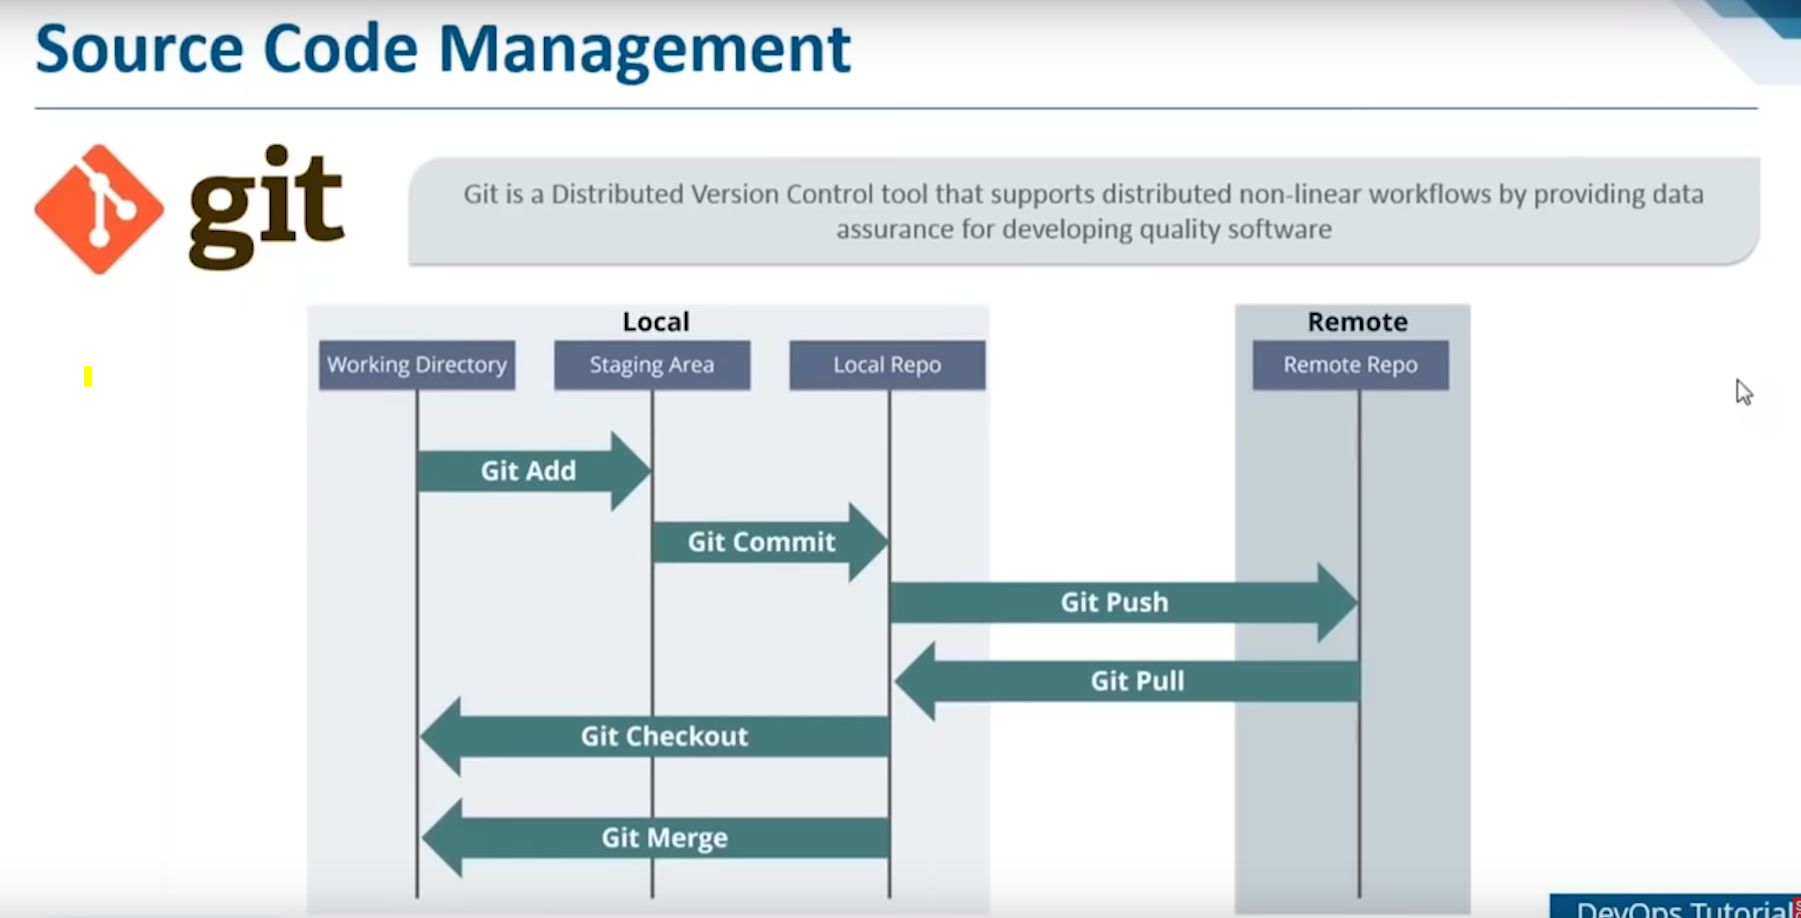 Source Code Management
git
Git is a Distributed Version Control tool that supports distributed non-linear workflows by providing data
assurance for developing quality software
Local
Remote
Working Directory
Staging Area
Local Repo
Remote Repo
Git Add
Git Commit
Git Push
Git Pull
Git Checkout
Git Merge
DevOps Tutorial